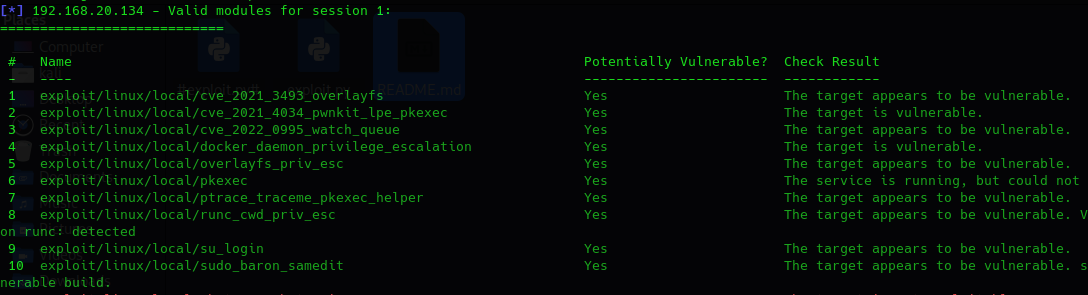 [*] 192.168.20.134 - Valid modules for session 1:
============================
Places
Computer
README.md
#   Name   Potentially Vulnerable?   Check Result
-   ----   -----------------------   ------------
1   exploit/linux/local/cve_2021_3493_overlayfs   Yes   The target appears to be vulnerable.
2   exploit/linux/local/cve_2021_4034_pwnkit_lpe_pkexec   Yes   The target is vulnerable.
3   exploit/linux/local/cve_2022_0995_watch_queue   Yes   The target appears to be vulnerable.
4   exploit/linux/local/docker_daemon_privilege_escalation   Yes   The target is vulnerable.
5   exploit/linux/local/overlayfs_priv_esc   Yes   The target appears to be vulnerable.
6   exploit/linux/local/pkexec   Yes   The service is running, but could not
7   exploit/linux/local/ptrace_traceme_pkexec_helper   Yes   The target appears to be vulnerable.
8   exploit/linux/local/runc_cwd_priv_esc   Yes   The target appears to be vulnerable. V
on runc: detected
9   exploit/linux/local/su_login   Yes   The target appears to be vulnerable.
10   exploit/linux/local/sudo_baron_samedit   Yes   The target appears to be vulnerable. s
nerable build.